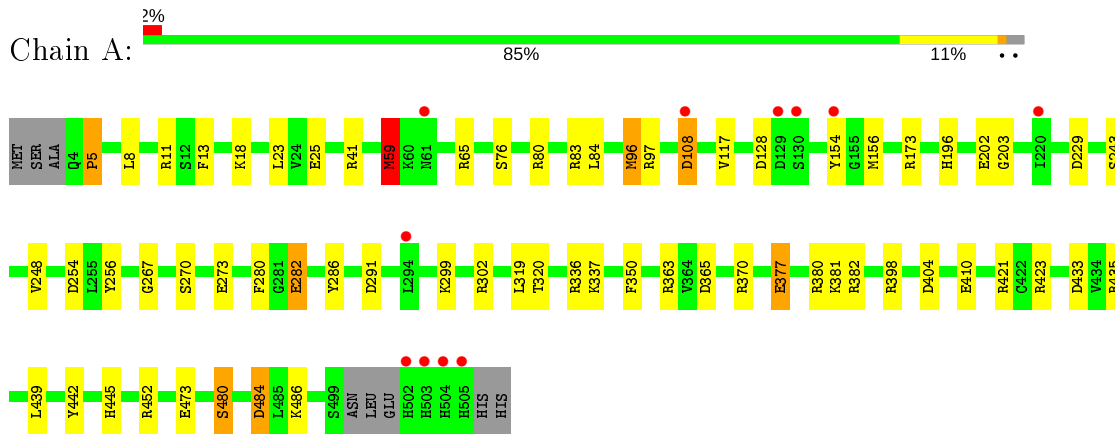 2%
Chain A:
85% 11% • •
MET SER ALA Q4 P5 L8 R11 S12 F13 K18 L23 V24 E25 R41 M59 K60 N61 R65 S76 R80 R83 L84 M96 R97 D108 V117 D128 D129 S130 Y154 G155 M156 R173 H196 E202 G203 I220 D229 S243
V248 D254 L255 Y256 G267 S270 E273 F280 G281 E282 Y286 D291 L294 K299 R302 L319 T320 R336 K337 F350 R363 V364 D365 R370 E377 R380 K381 R382 R398 D404 E410 R421 C422 R423 D433 V434 R435
L439 Y442 H445 R452 E473 S480 D484 L485 K486 S499 ASN LEU GLU H502 H503 H504 H505 HIS HIS